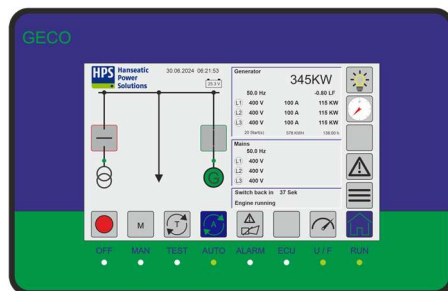 GECO
HPS Hanseatic Power Solutions
30.06.2024 06:21:53
Generator
345KW
50.0 Hz -0.80 LF
L1 400 V 100 A 115 KW
L2 400 V 100 A 115 KW
L3 400 V 100 A 115 KW
Mains
50.0 Hz
L1 400 V
L2 400 V
L3 400 V
Switch back in 37 Sek
Engine running
G
M
T
A
OFF MAN TEST AUTO ALARM ECU U / F RUN